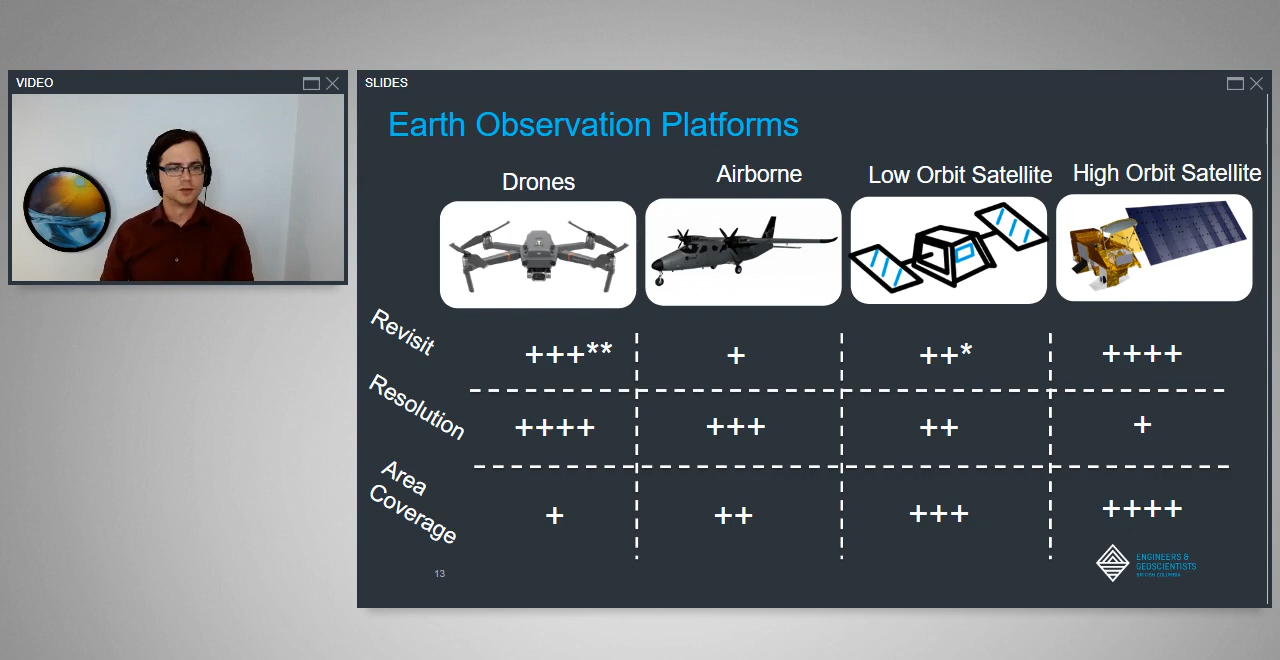 VIDEO
SLIDES
Earth Observation Platforms
Drones
Airborne
Low Orbit Satellite
High Orbit Satellite
Revisit
+++**
+
++*
++++
Resolution
++++
+++
++
+
Area
Coverage
+
++
+++
++++
13
ENGINEERS &
GEOSCIENTISTS
BRITISH COLUMBIA